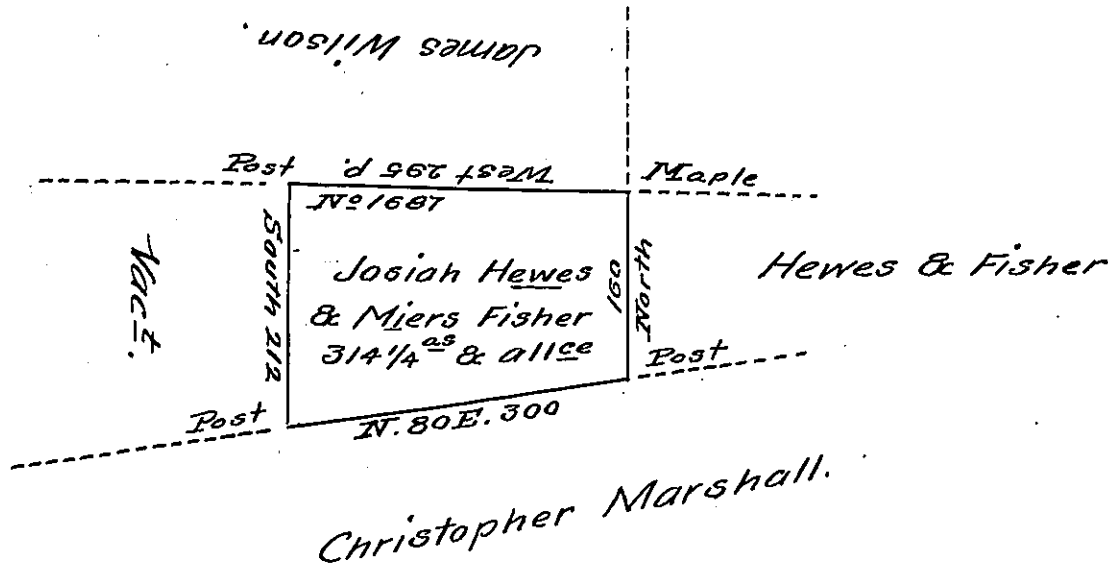 James Wilson.
Post
West 295 p.
Maple
No 1687
South 212
Vact.
Josiah Hewes
& Miers Fisher
314 1/4 as & allce
160
North
Hewes & Fisher
Post
Post
N. 80 E. 300
Christopher Marshall.